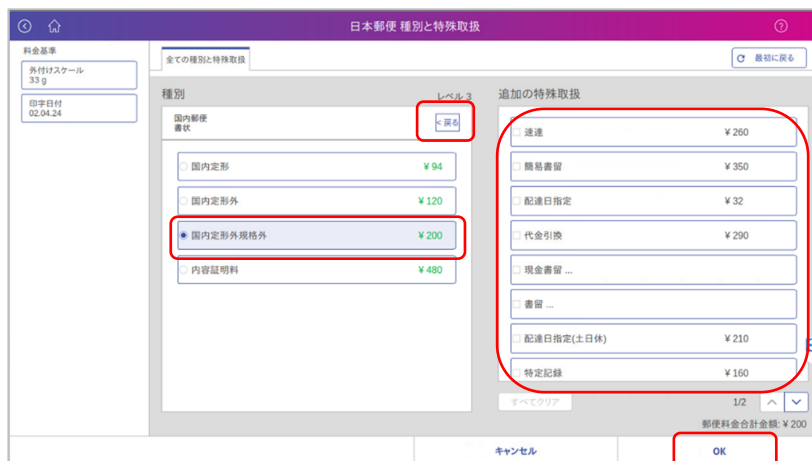 日本郵便 種別と特殊取扱
料金基準
外付けスケール
33 g
印字日付
02.04.24
全ての種別と特殊取扱
最初に戻る
種別
レベル 3
国内郵便
書状
< 戻る
国内定形 ¥ 94
国内定形外 ¥ 120
国内定形外規格外 ¥ 200
内容証明料 ¥ 480
追加の特殊取扱
速達 ¥ 260
簡易書留 ¥ 350
配達日指定 ¥ 32
代金引換 ¥ 290
現金書留 ...
書留 ...
配達日指定(土日休) ¥ 210
特定記録 ¥ 160
すべてクリア
1/2
郵便料金合計金額: ¥ 200
キャンセル
OK